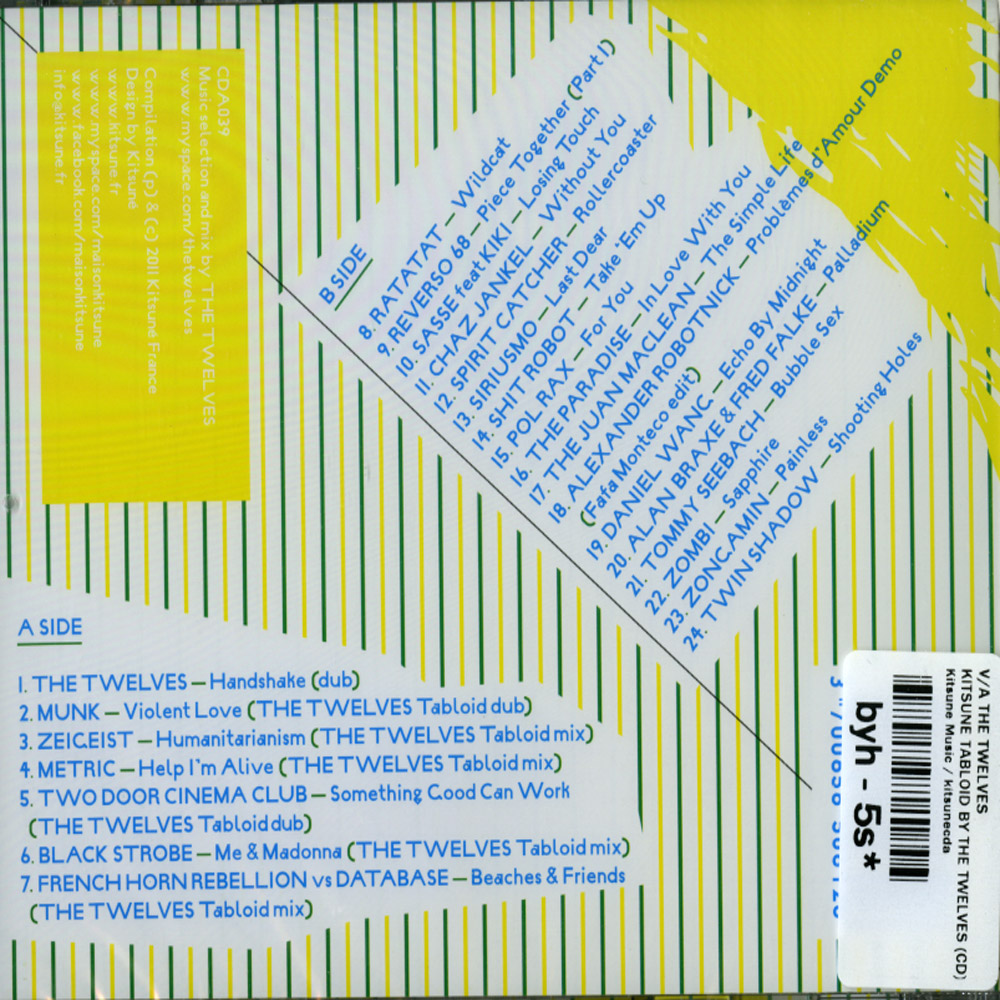 CDA039
Music selection and mix by THE TWELVES
www.myspace.com/thetwelves
Compilation (p) & (c) 2011 Kitsuné France
Design by Kitsuné
www.kitsune.fr
www.myspace.com/maisonkitsune
www.facebook.com/maisonkitsune
info@kitsune.fr
B SIDE
8. RATATAT – Wildcat
9. REVERSO 68 – Piece Together (Part 1)
10. SASSE feat KIKI – Losing Touch
11. CHAZ JANKEL – Without You
12. SPIRIT CATCHER – Rollercoaster
13. SIRIUSMO – Last Dear
14. SHIT ROBOT – Take 'Em Up
15. POL RAX – For You
16. THE PARADISE – In Love With You
17. THE JUAN MACLEAN – The Simple Life
18. ALEXANDER ROBOTNICK – Problèmes d'Amour Demo
(Fata Monteco edit)
19. DANIEL WANG – Echo By Midnight
20. ALAN BRAXE & FRED FALKE – Palladium
21. TOMMY SEEBACH – Bubble Sex
22. ZOMBI – Sapphire
23. ZONGAMIN – Painless
24. TWIN SHADOW – Shooting Holes
A SIDE
1. THE TWELVES – Handshake (dub)
2. MUNK – Violent Love (THE TWELVES Tabloid dub)
3. ZEIGEIST – Humanitarianism (THE TWELVES Tabloid mix)
4. METRIC – Help I'm Alive (THE TWELVES Tabloid mix)
5. TWO DOOR CINEMA CLUB – Something Good Can Work
(THE TWELVES Tabloid dub)
6. BLACK STROBE – Me & Madonna (THE TWELVES Tabloid mix)
7. FRENCH HORN REBELLION vs DATABASE – Beaches & Friends
(THE TWELVES Tabloid mix)
V/A THE TWELVES
KITSUNE TABLOID BY THE TWELVES (CD)
Kitsune Music / kitsunecda
byh - 5s*